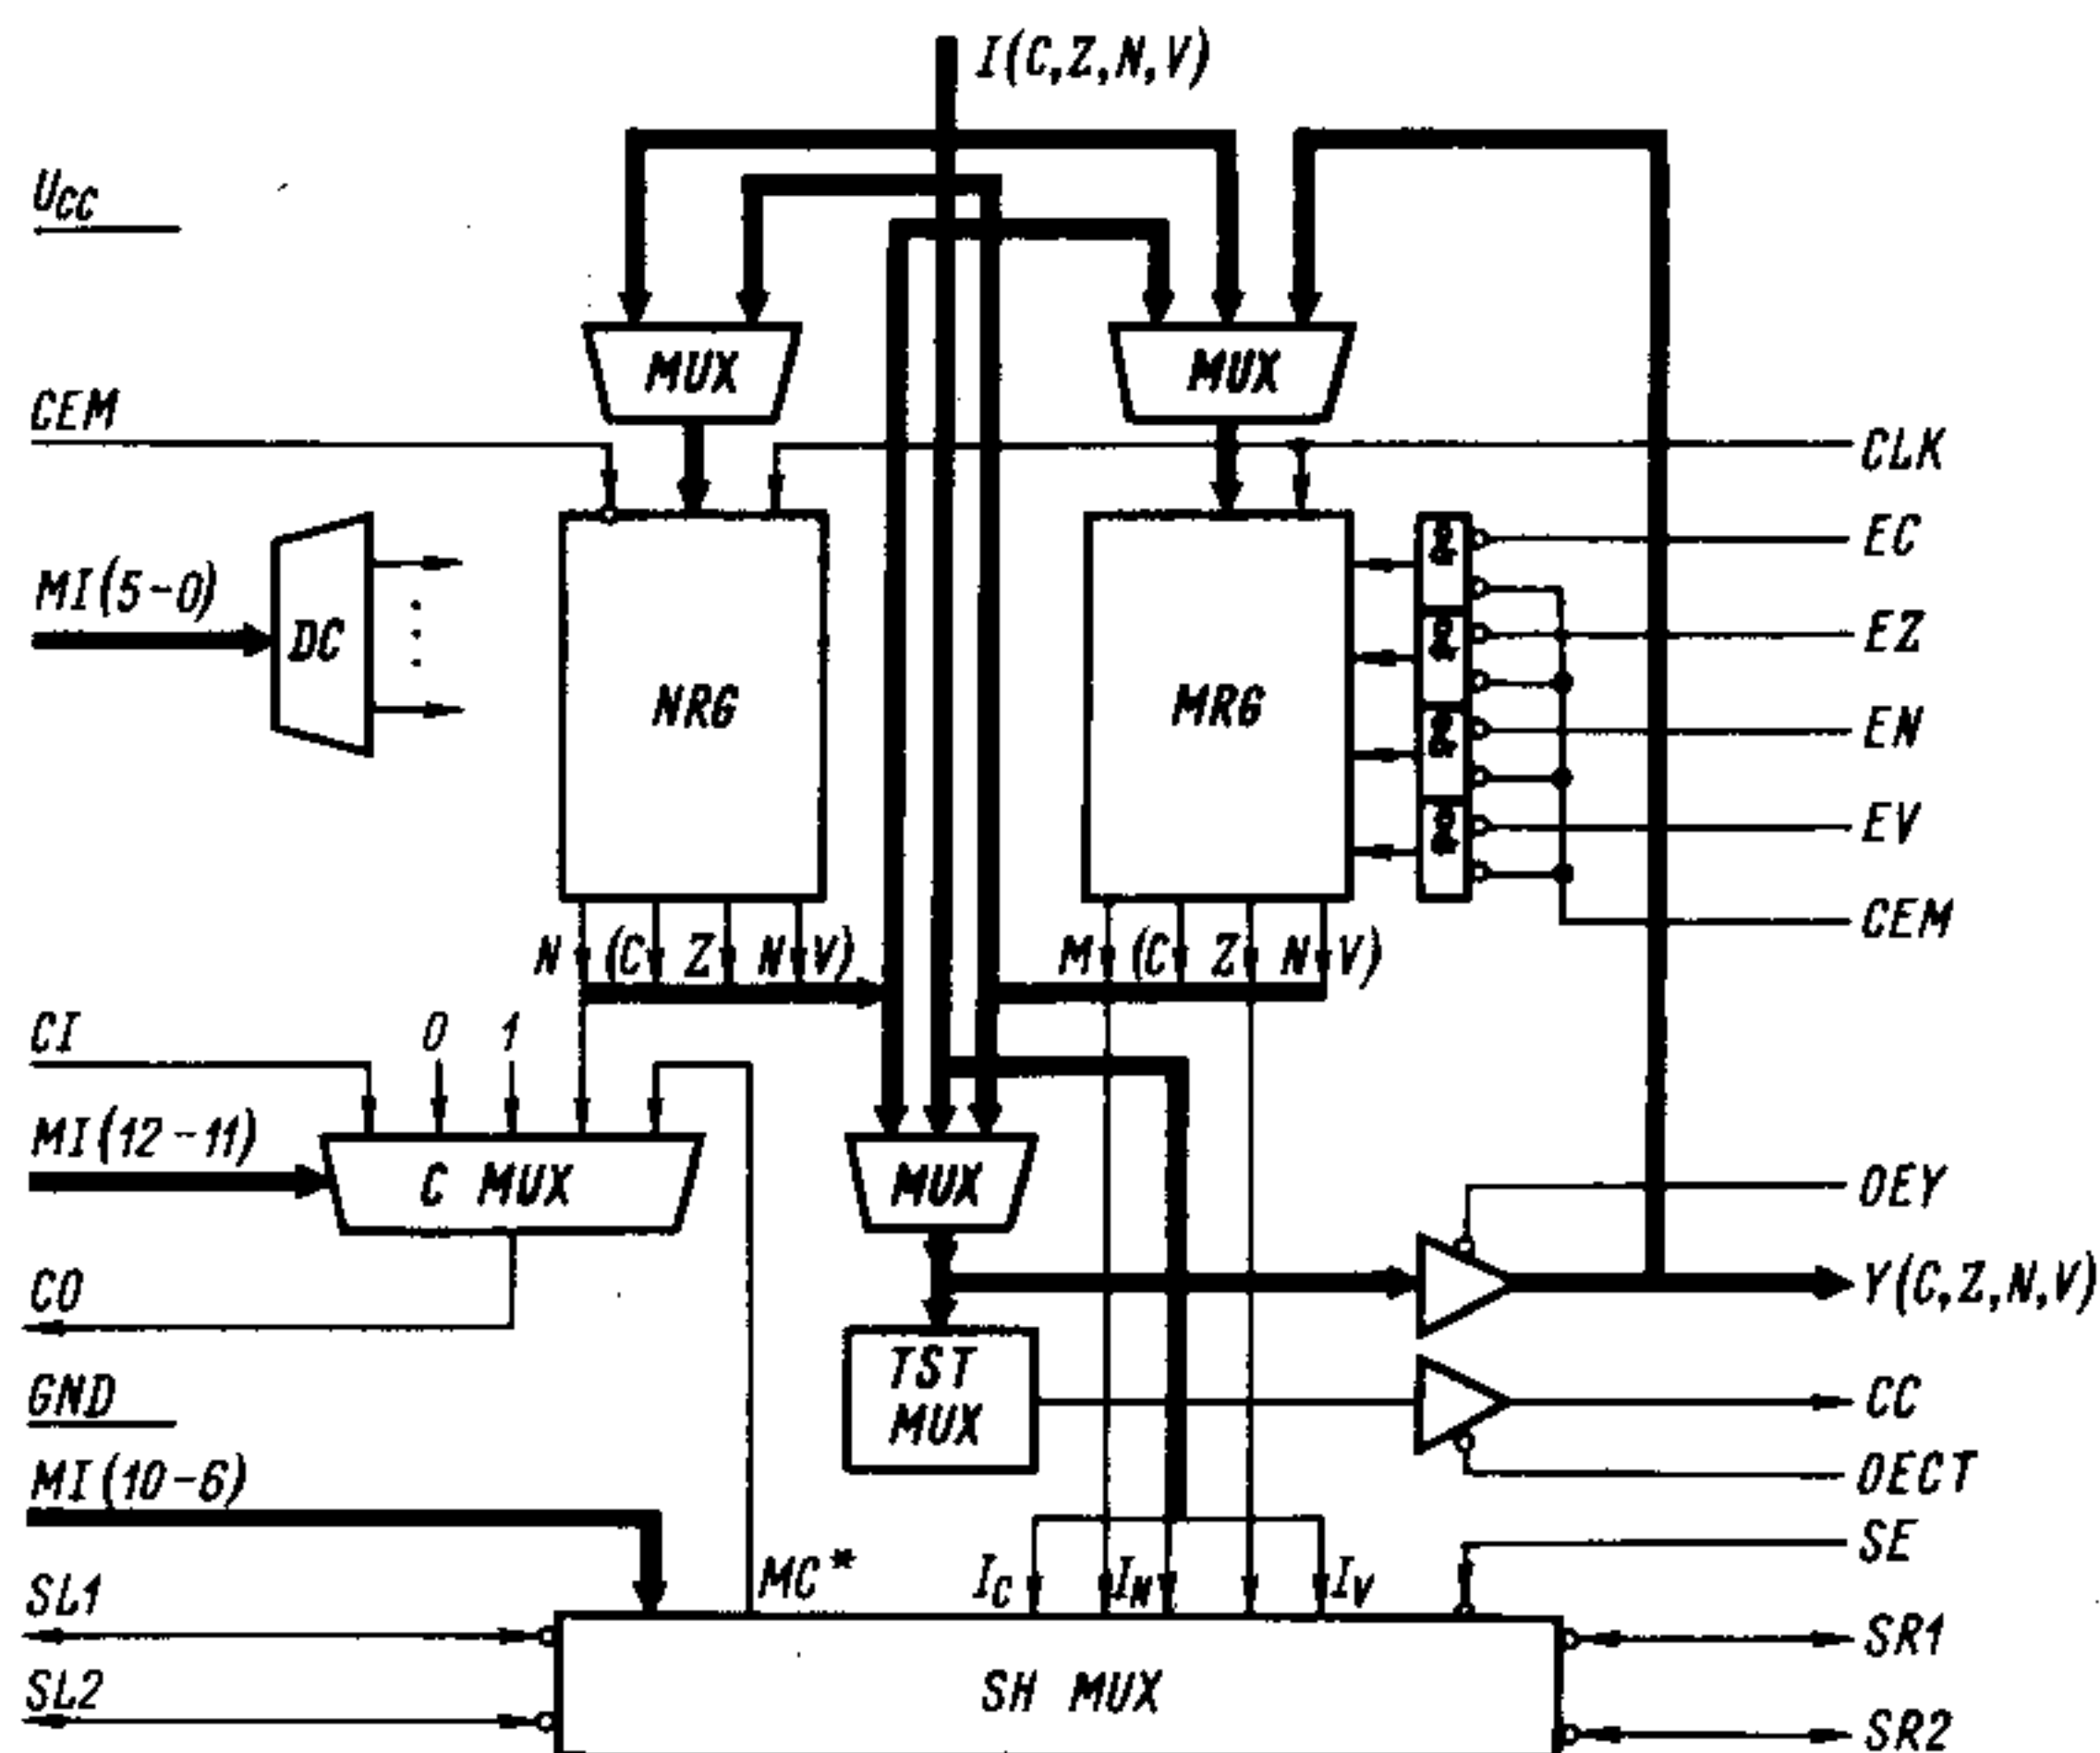 I(C,Z,N,V)
UCC
MUX
MUX
CEM
CLK
EC
MI(5-0)
DC
&
&
&
&
EZ
NRG
MRG
EN
EV
CEM
N (C Z N V)
M (C Z N V)
CI
0
1
MI(12-11)
C MUX
MUX
OEY
CO
Y(C,Z,N,V)
TST
MUX
GND
CC
MI(10-6)
OECT
SE
MC*
IC
IN
IV
SL1
SR1
SH MUX
SL2
SR2